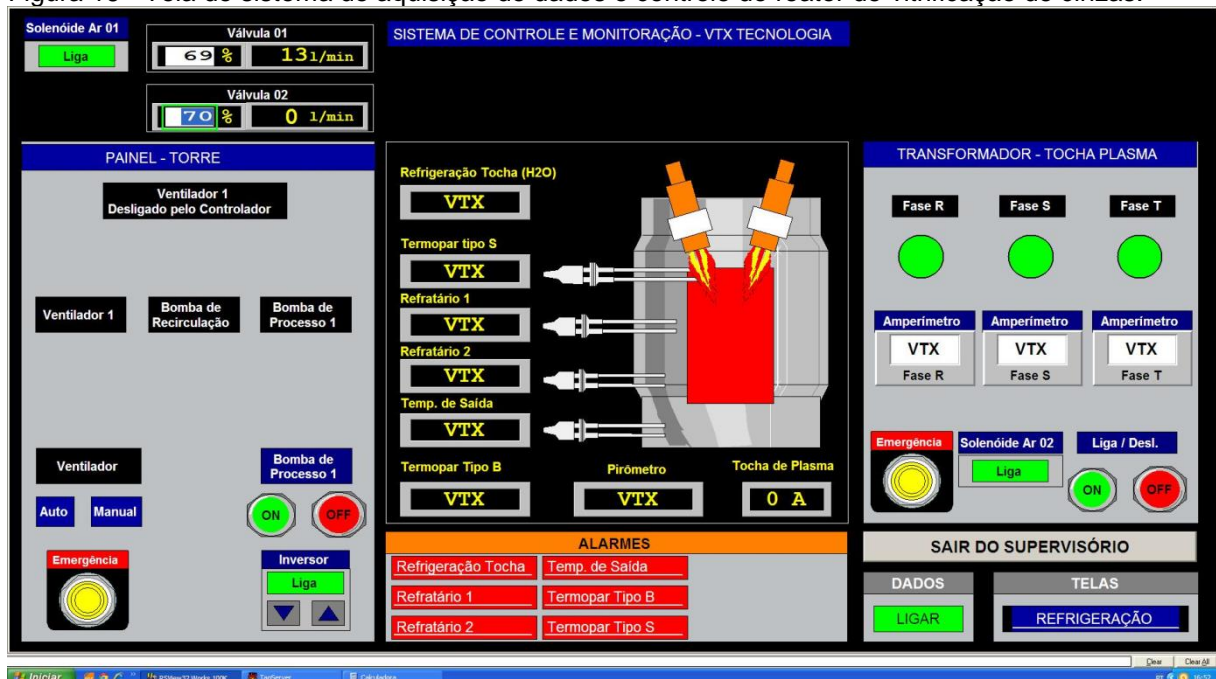 Solenóide Ar 01
Liga
Válvula 01
69 % 13 l/min
Válvula 02
70 % 0 l/min
SISTEMA DE CONTROLE E MONITORAÇÃO - VTX TECNOLOGIA
PAINEL - TORRE
Ventilador 1
Desligado pelo Controlador
Ventilador 1
Bomba de
Recirculação
Bomba de
Processo 1
Ventilador
Auto Manual
Bomba de
Processo 1
ON OFF
Emergência
Inversor
Liga
Refrigeração Tocha (H2O)
VTX
Termopar tipo S
VTX
Refratário 1
VTX
Refratário 2
VTX
Temp. de Saída
VTX
Termopar Tipo B
VTX
Pirômetro
VTX
Tocha de Plasma
0 A
ALARMES
Refrigeração Tocha Temp. de Saída
Refratário 1 Termopar Tipo B
Refratário 2 Termopar Tipo S
TRANSFORMADOR - TOCHA PLASMA
Fase R Fase S Fase T
Amperímetro Amperímetro Amperímetro
VTX VTX VTX
Fase R Fase S Fase T
Emergência
Solenóide Ar 02
Liga
Liga / Desl.
ON OFF
SAIR DO SUPERVISÓRIO
DADOS
LIGAR
TELAS
REFRIGERAÇÃO
Clear Clear All
Iniciar
Calculadora
PT 16:52